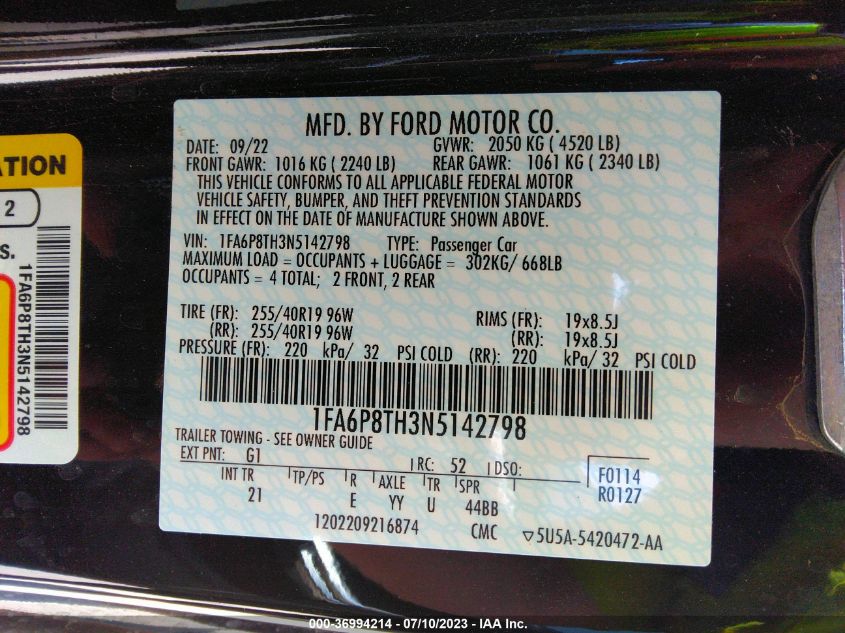 MFD. BY FORD MOTOR CO.
DATE: 09/22 GVWR: 2050 KG ( 4520 LB)
FRONT GAWR: 1016 KG ( 2240 LB) REAR GAWR: 1061 KG ( 2340 LB)
THIS VEHICLE CONFORMS TO ALL APPLICABLE FEDERAL MOTOR
VEHICLE SAFETY, BUMPER, AND THEFT PREVENTION STANDARDS
IN EFFECT ON THE DATE OF MANUFACTURE SHOWN ABOVE.
VIN: 1FA6P8TH3N5142798 TYPE: Passenger Car
MAXIMUM LOAD = OCCUPANTS + LUGGAGE = 302KG/ 668LB
OCCUPANTS = 4 TOTAL; 2 FRONT, 2 REAR
TIRE (FR): 255/40R19 96W RIMS (FR): 19x8.5J
(RR): 255/40R19 96W (RR): 19x8.5J
PRESSURE (FR): 220 kPa/ 32 PSI COLD (RR): 220 kPa/ 32 PSI COLD
1FA6P8TH3N5142798
TRAILER TOWING - SEE OWNER GUIDE
EXT PNT: G1 RC: 52 DSO:
INT TR TP/PS R AXLE TR SPR
21 E YY U 44BB
F0114
R0127
1202209216874 CMC ▽5U5A-5420472-AA
ATION
2
S.
1FA6P8TH3N5142798
000-36994214 - 07/10/2023 - IAA Inc.